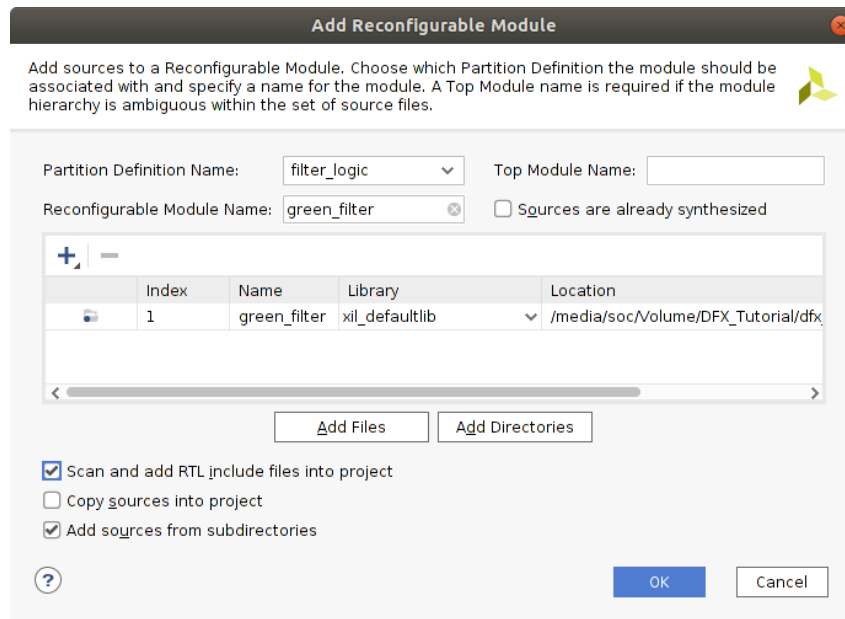 Add Reconfigurable Module
Add sources to a Reconfigurable Module. Choose which Partition Definition the module should be
associated with and specify a name for the module. A Top Module name is required if the module
hierarchy is ambiguous within the set of source files.
Partition Definition Name: filter_logic Top Module Name:
Reconfigurable Module Name: green_filter Sources are already synthesized
Index Name Library Location
1 green_filter xil_defaultlib /media/soc/Volume/DFX_Tutorial/dfx_
Add Files Add Directories
Scan and add RTL include files into project
Copy sources into project
Add sources from subdirectories
? OK Cancel